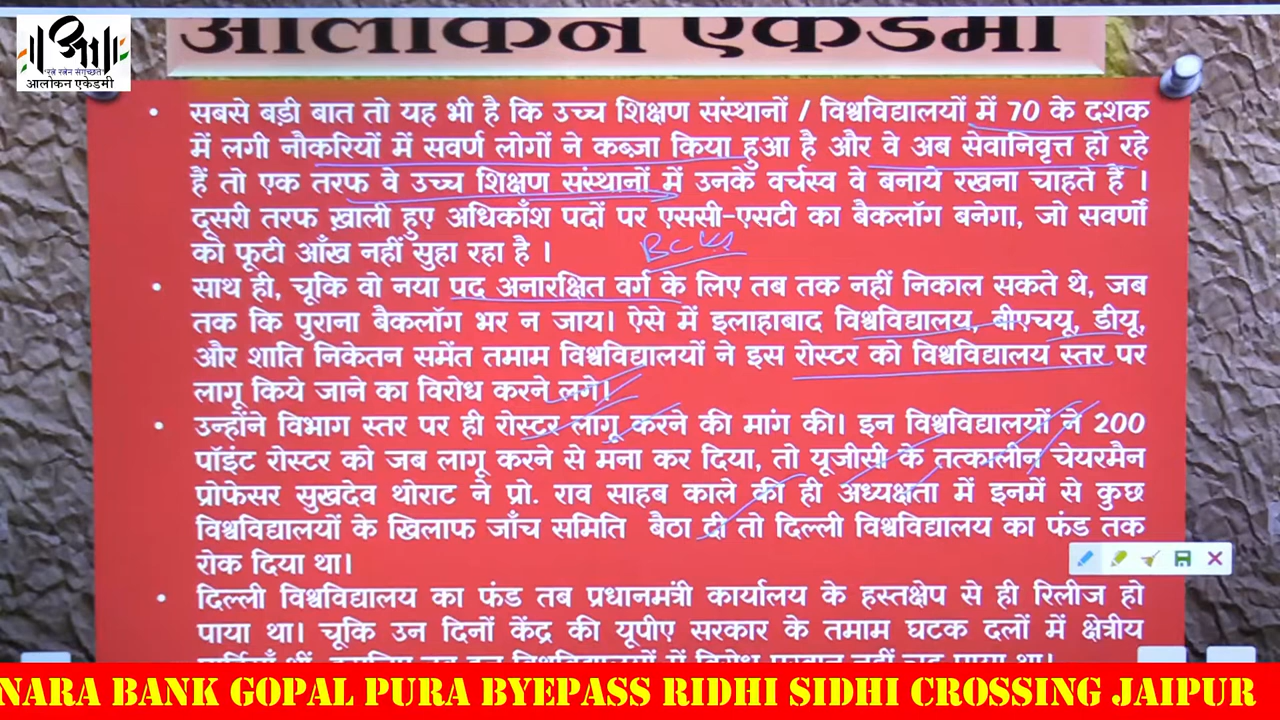 आलोकन एकेडमी
आलोकन एकेडमी
• सबसे बड़ी बात तो यह भी है कि उच्च शिक्षण संस्थानों / विश्वविद्यालयों में 70 के दशक
में लगी नौकरियों में सवर्ण लोगों ने कब्ज़ा किया हुआ है और वे अब सेवानिवृत्त हो रहे
हैं तो एक तरफ वे उच्च शिक्षण संस्थानों में उनके वर्चस्व वे बनाये रखना चाहते हैं ।
दूसरी तरफ ख़ाली हुए अधिकाँश पदों पर एससी-एसटी का बैकलॉग बनेगा, जो सवर्णों
को फूटी आँख नहीं सुहा रहा है ।
• साथ ही, चूकि वो नया पद अनारक्षित वर्ग के लिए तब तक नहीं निकाल सकते थे, जब
तक कि पुराना बैकलॉग भर न जाय। ऐसे में इलाहाबाद विश्वविद्यालय, बीएचयू, डीयू,
और शाति निकेतन समेंत तमाम विश्वविद्यालयों ने इस रोस्टर को विश्वविद्यालय स्तर पर
लागू किये जाने का विरोध करने लगे।
• उन्होंने विभाग स्तर पर ही रोस्टर लागू करने की मांग की। इन विश्वविद्यालयों ने 200
पॉइंट रोस्टर को जब लागू करने से मना कर दिया, तो यूजीसी के तत्कालीन चेयरमैन
प्रोफेसर सुखदेव थोराट ने प्रो. राव साहब काले की ही अध्यक्षता में इनमें से कुछ
विश्वविद्यालयों के खिलाफ जाँच समिति बैठा दी तो दिल्ली विश्वविद्यालय का फंड तक
रोक दिया था।
• दिल्ली विश्वविद्यालय का फंड तब प्रधानमंत्री कार्यालय के हस्तक्षेप से ही रिलीज हो
पाया था। चूकि उन दिनों केंद्र की यूपीए सरकार के तमाम घटक दलों में क्षेत्रीय
NARA BANK GOPAL PURA BYEPASS RIDHI SIDHI CROSSING JAIPUR